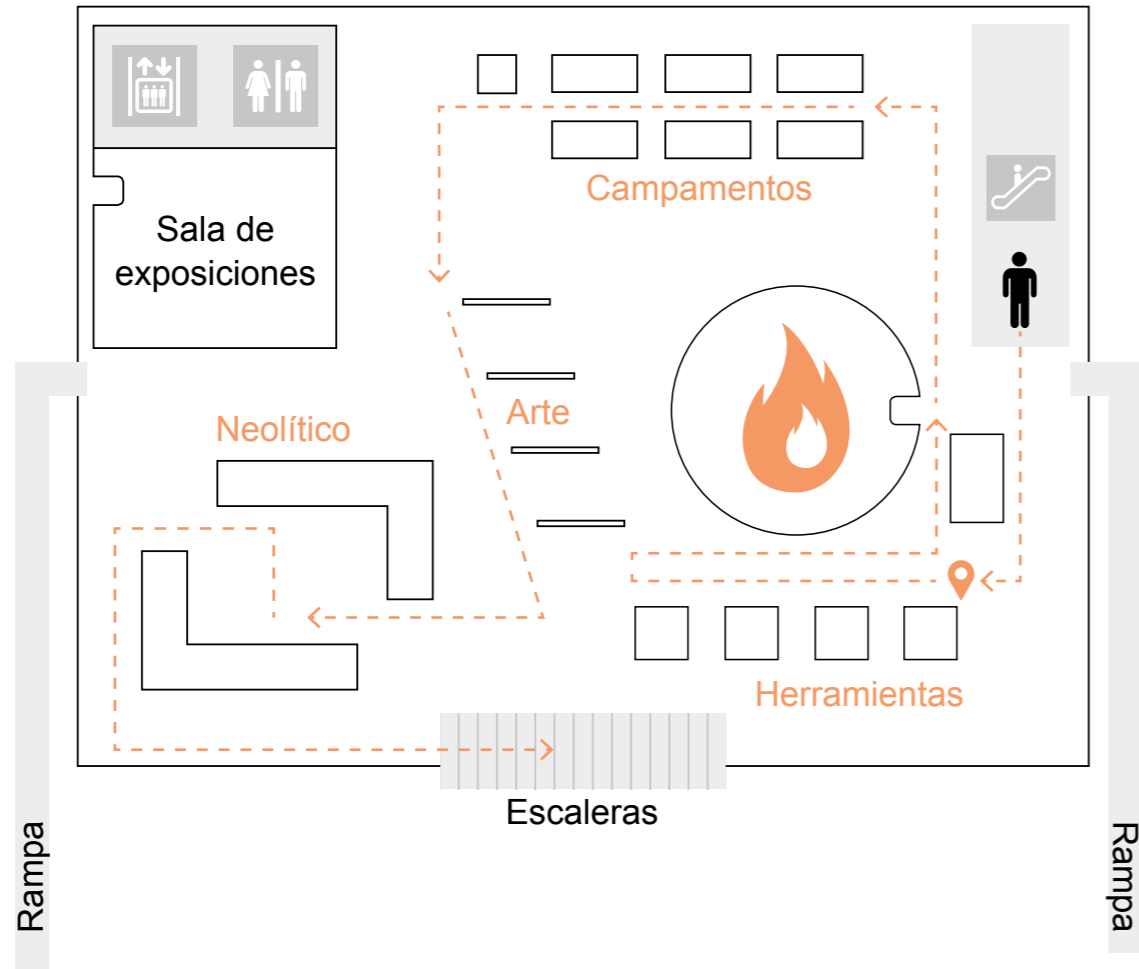 Campamentos
Sala de
exposiciones
Arte
Neolítico
Herramientas
Escaleras
Rampa
Rampa